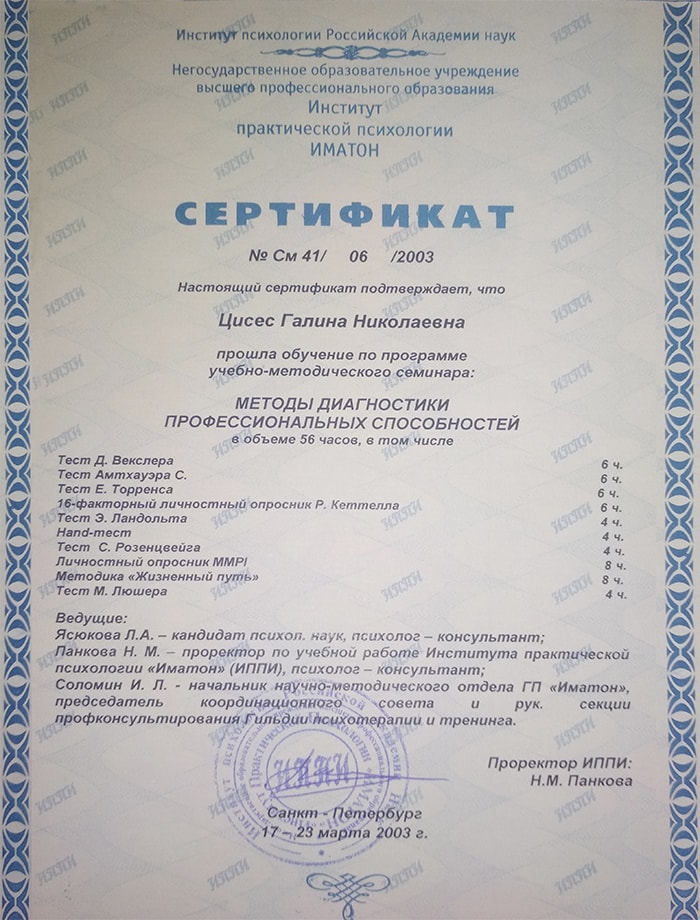 Институт психологии Российской Академии наук
Негосударственное образовательное учреждение
высшего профессионального образования
Институт
практической психологии
ИМАТОН
СЕРТИФИКАТ
№ См 41/ 06 /2003
Настоящий сертификат подтверждает, что
Цисес Галина Николаевна
прошла обучение по программе
учебно-методического семинара:
МЕТОДЫ ДИАГНОСТИКИ
ПРОФЕССИОНАЛЬНЫХ СПОСОБНОСТЕЙ
в объеме 56 часов, в том числе
Тест Д. Векслера 6 ч.
Тест Амтхауэра С. 6 ч.
Тест Е. Торренса 6 ч.
16-факторный личностный опросник Р. Кеттелла 6 ч.
Тест Э. Ландольта 4 ч.
Hand-тест 4 ч.
Тест С. Розенцвейга 4 ч.
Личностный опросник MMPI 8 ч.
Методика «Жизненный путь» 8 ч.
Тест М. Люшера 4 ч.
Ведущие:
Ясюкова Л.А. – кандидат психол. наук, психолог – консультант;
Панкова Н. М. – проректор по учебной работе Института практической
психологии «Иматон» (ИППИ), психолог – консультант;
Соломин И. Л. - начальник научно-методического отдела ГП «Иматон»,
председатель координационного совета и рук. секции
профконсультирования Гильдии психотерапии и тренинга.
Проректор ИППИ:
Н.М. Панкова
ИППИ
Санкт - Петербург
17 – 23 марта 2003 г.